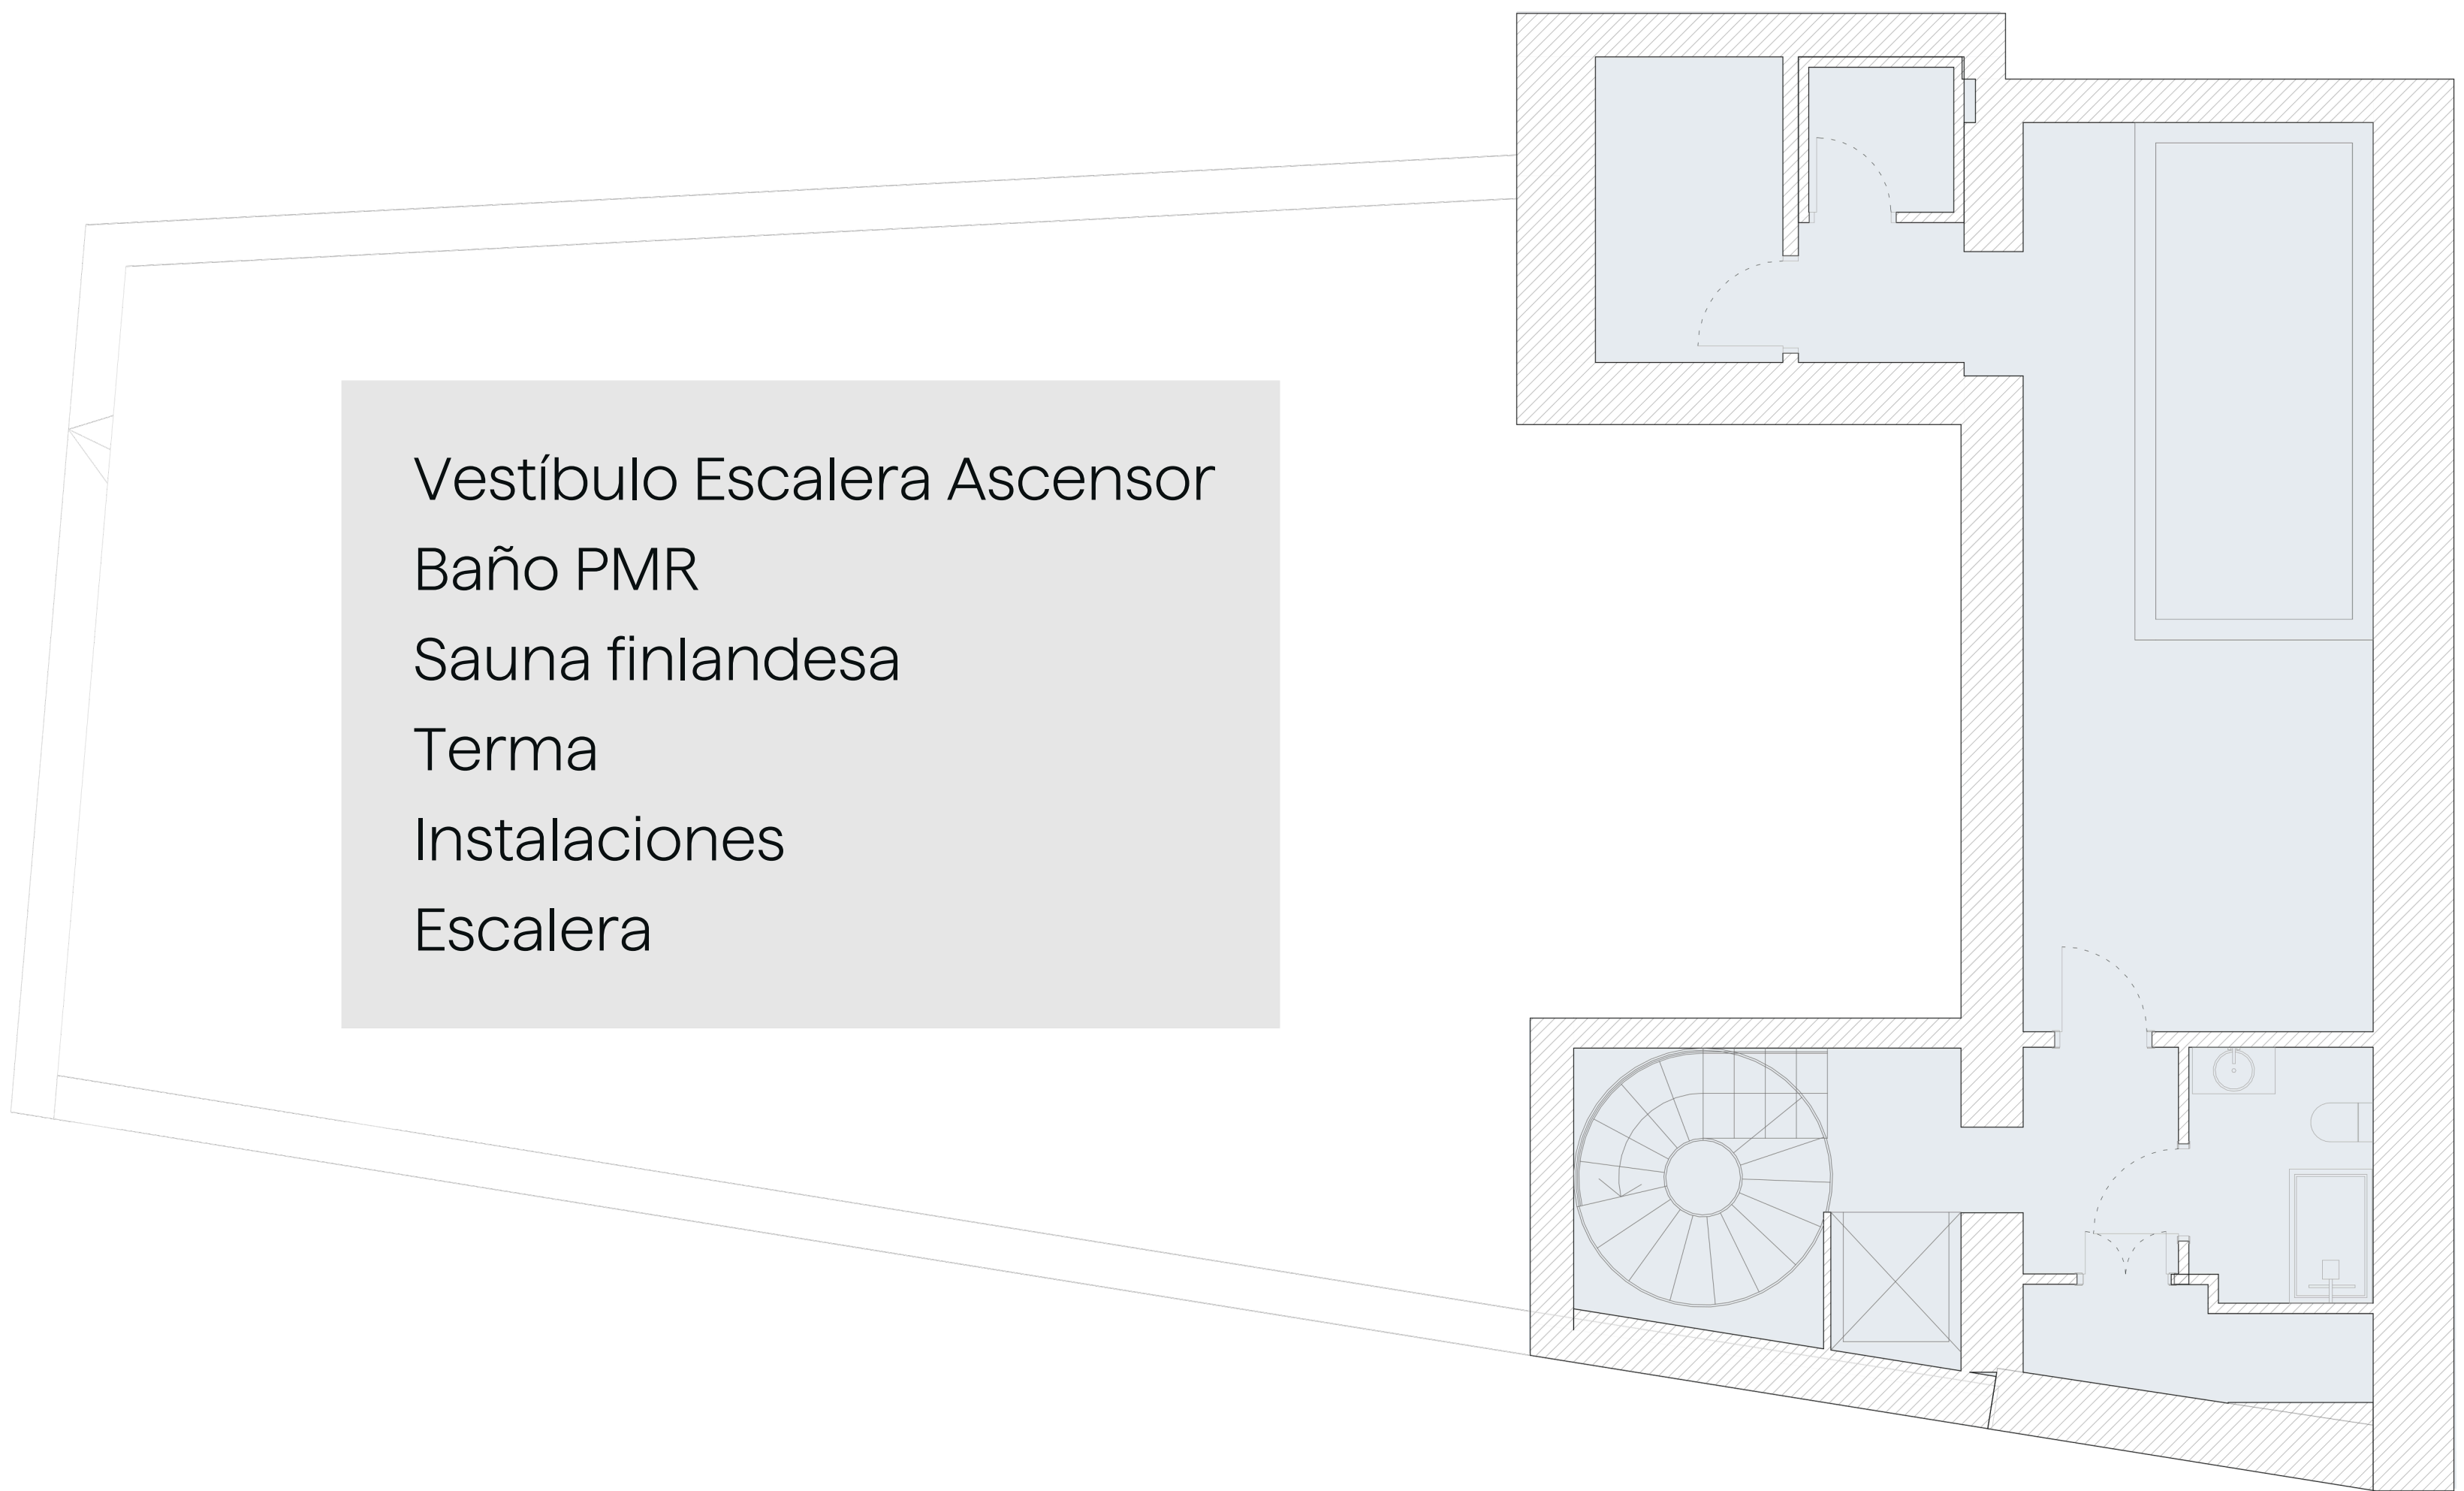 Vestíbulo Escalera Ascensor
Baño PMR
Sauna finlandesa
Terma
Instalaciones
Escalera